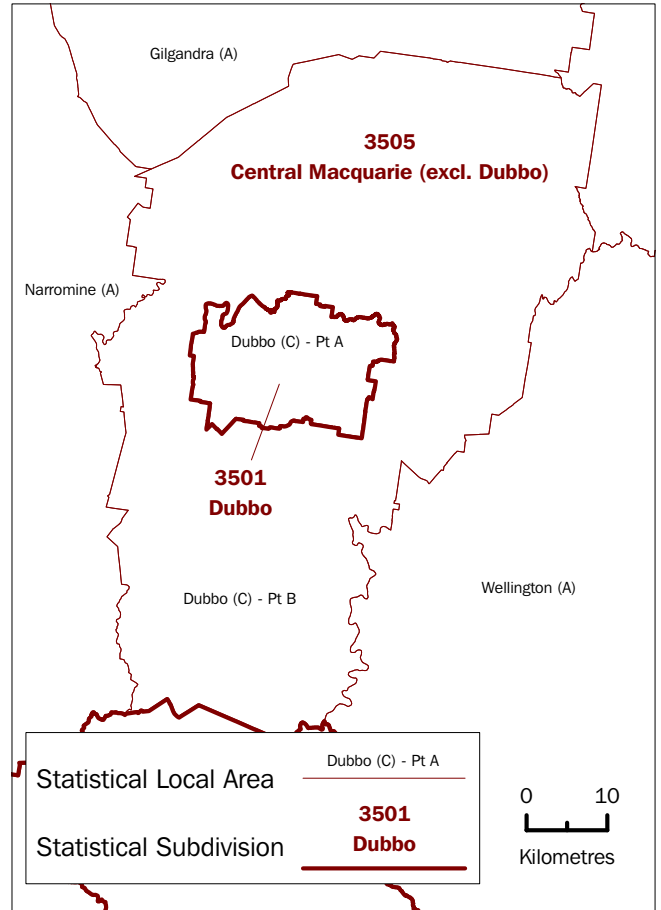 Gilgandra (A)
3505
Central Macquarie (excl. Dubbo)
Narromine (A)
Dubbo (C) - Pt A
3501
Dubbo
Dubbo (C) - Pt B
Wellington (A)
Statistical Local Area
Dubbo (C) - Pt A
Statistical Subdivision
3501
Dubbo
0 10
Kilometres